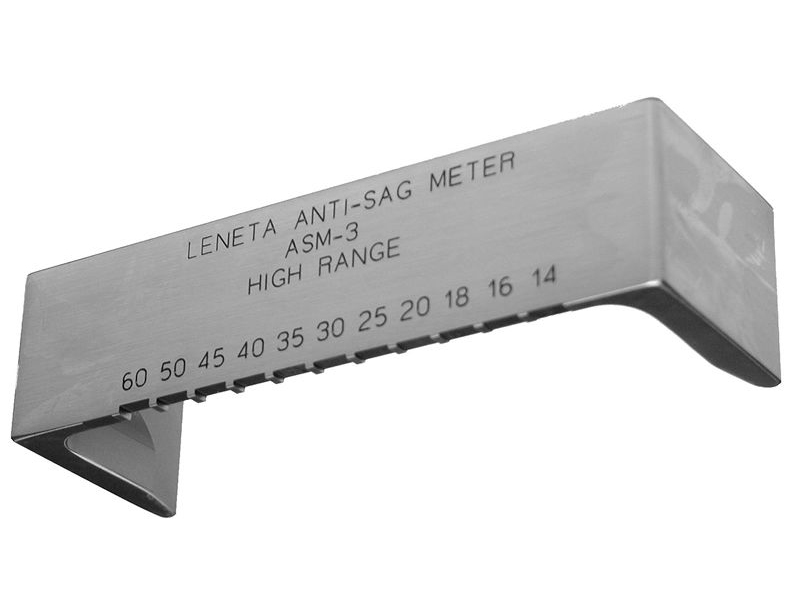 LENETA ANTI-SAG METER
ASM-3
HIGH RANGE
60 50 45 40 35 30 25 20 18 16 14